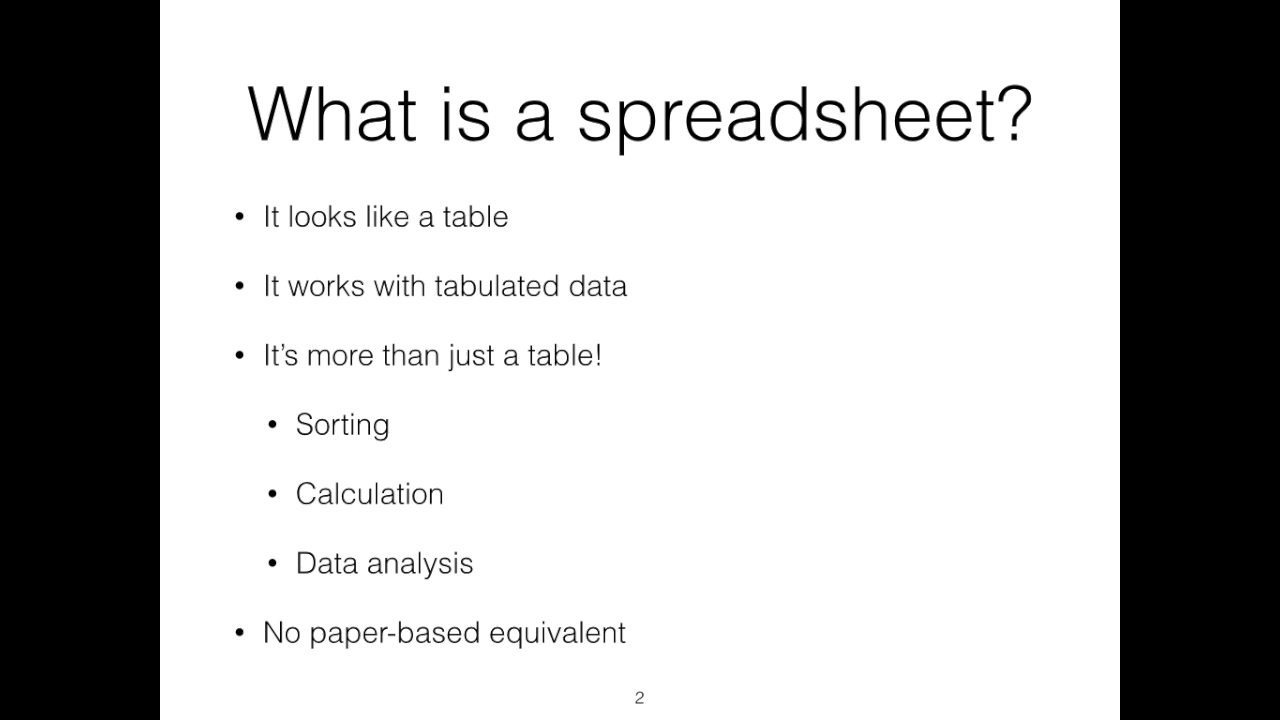 What is a spreadsheet?
• It looks like a table
• It works with tabulated data
• It’s more than just a table!
• Sorting
• Calculation
• Data analysis
• No paper-based equivalent
2